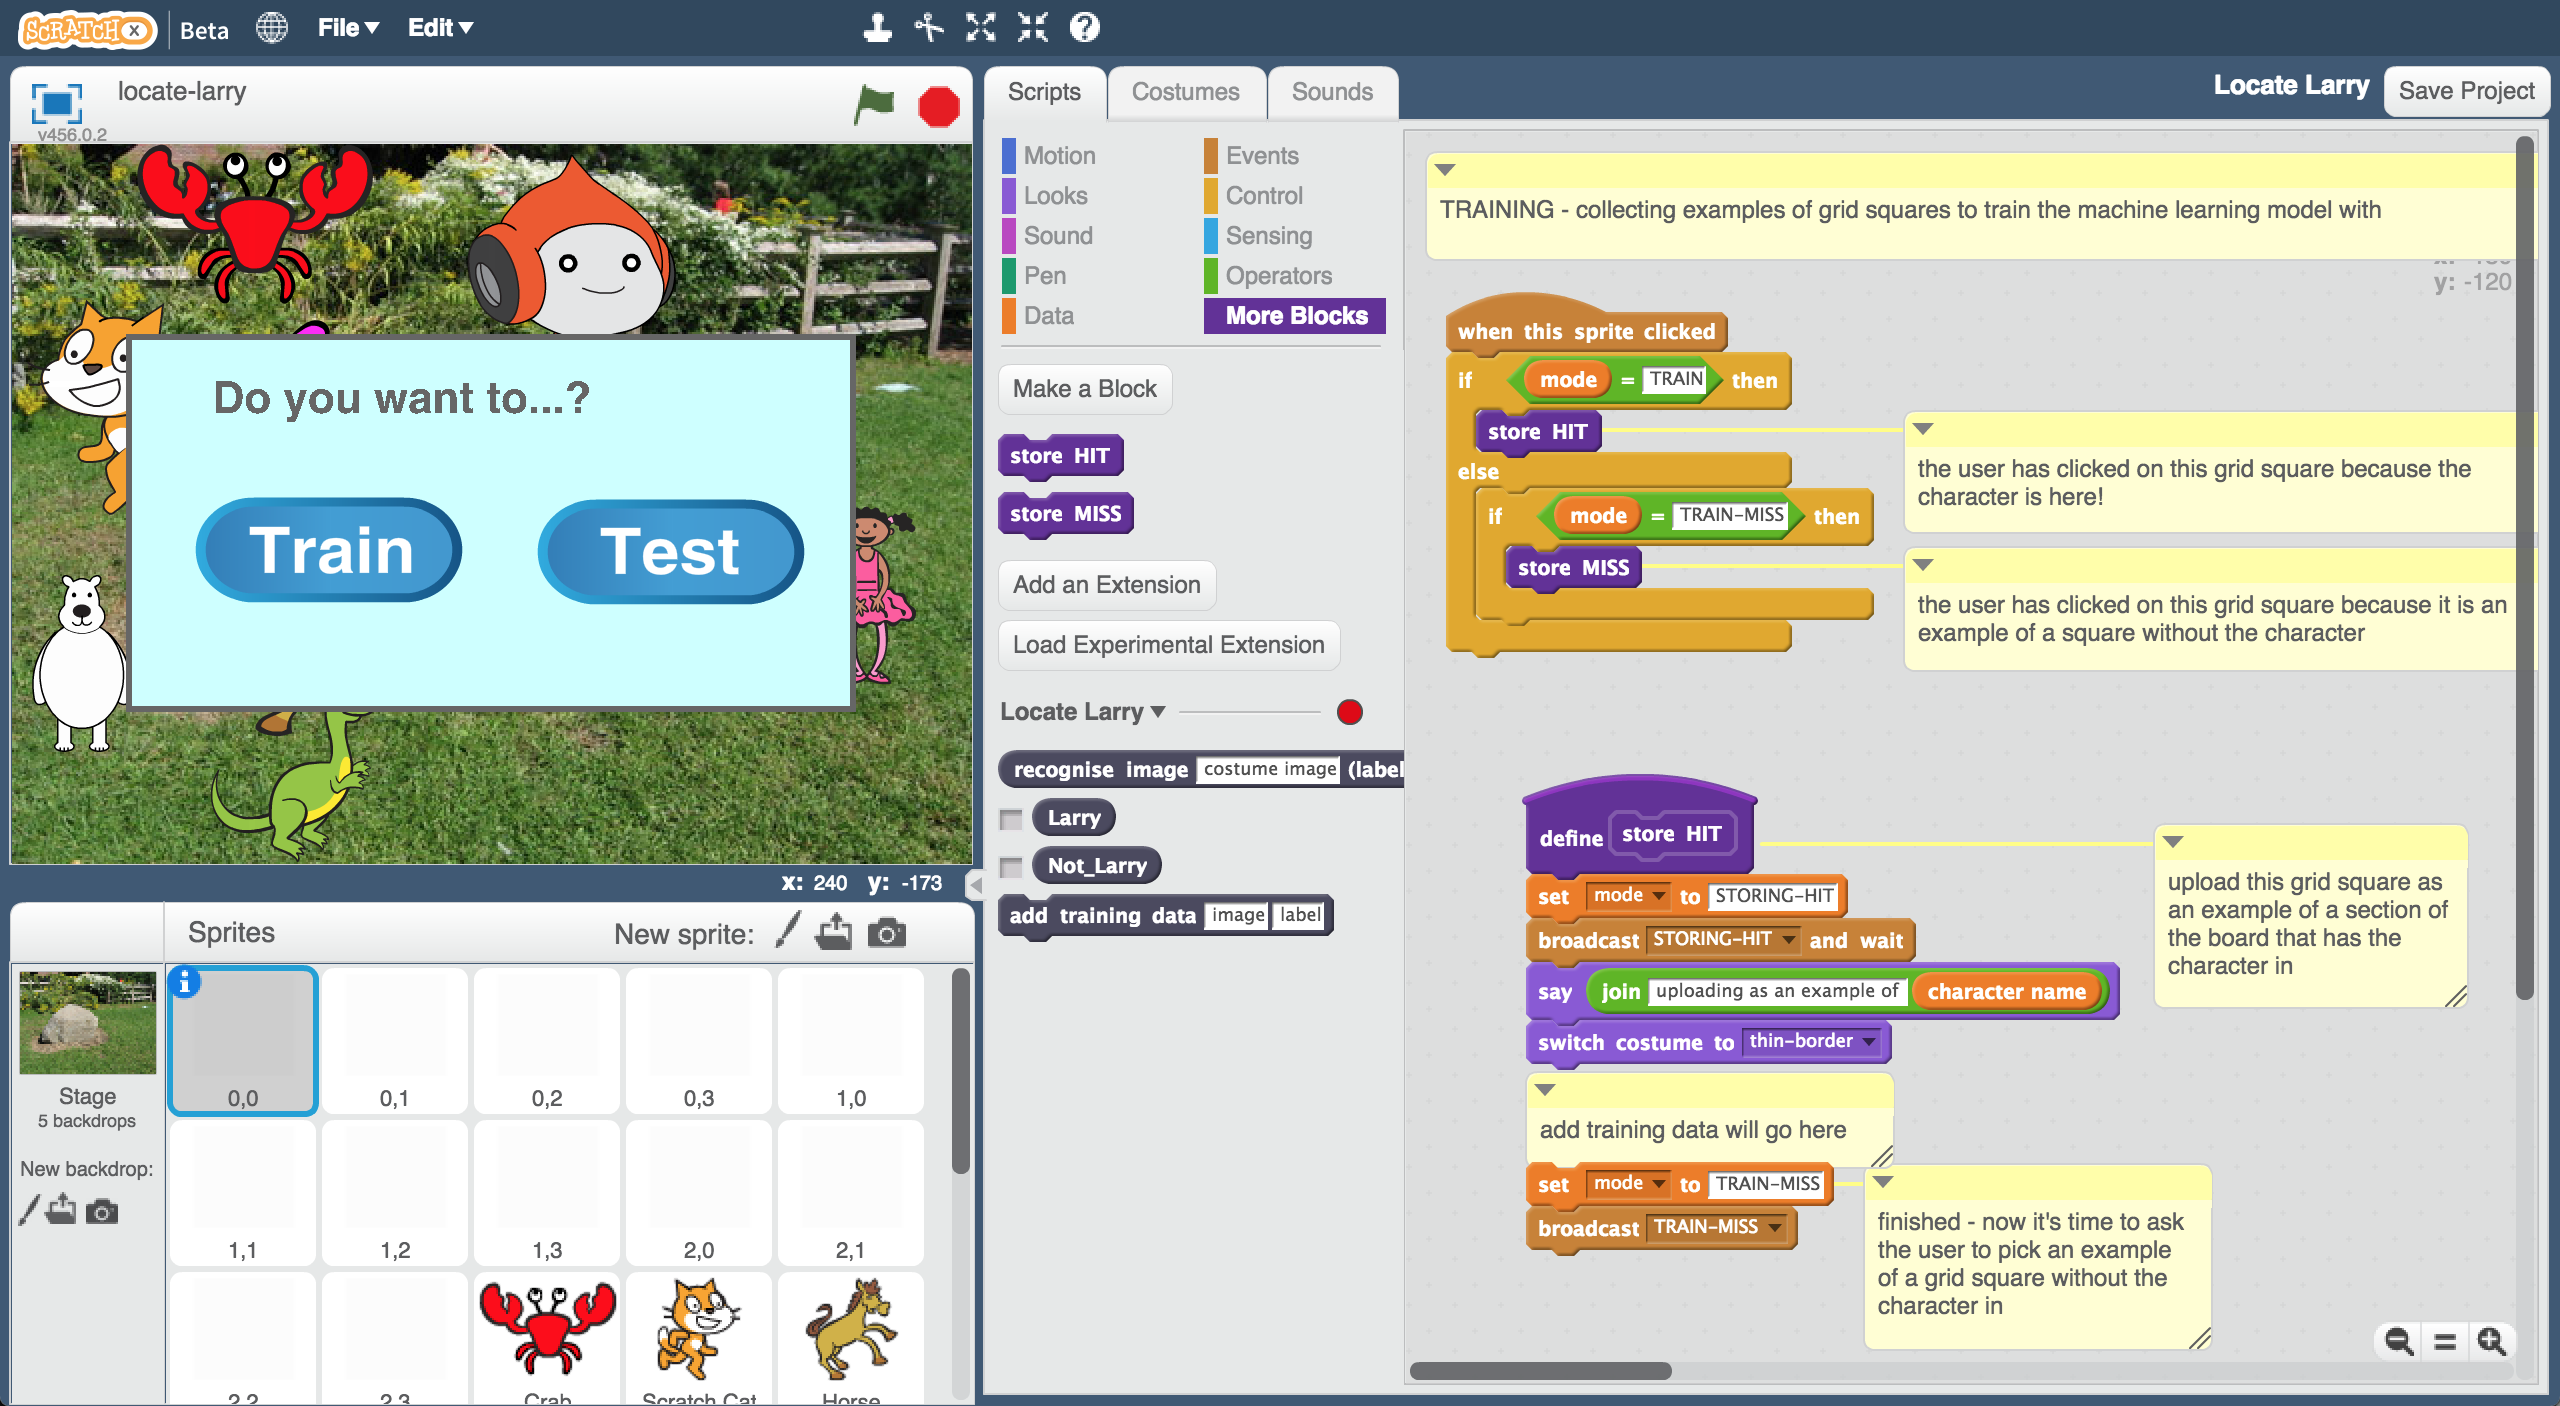 SCRATCH X
Beta
File
Edit
locate-larry
v456.0.2
Do you want to...?
Train
Test
x: 240 y: -173
Sprites
New sprite:
Stage
5 backdrops
New backdrop:
0,0
0,1
0,2
0,3
1,0
1,1
1,2
1,3
2,0
2,1
2,2
2,3
Crab
Scratch Cat
Horse
Scripts
Costumes
Sounds
Locate Larry
Save Project
Motion
Looks
Sound
Pen
Data
Events
Control
Sensing
Operators
More Blocks
Make a Block
store HIT
store MISS
Add an Extension
Load Experimental Extension
Locate Larry
recognise image costume image (label
Larry
Not_Larry
add training data image label
TRAINING - collecting examples of grid squares to train the machine learning model with
y: -120
when this sprite clicked
if mode = TRAIN then
store HIT
else
if mode = TRAIN-MISS then
store MISS
the user has clicked on this grid square because the
character is here!
the user has clicked on this grid square because it is an
example of a square without the character
define store HIT
set mode to STORING-HIT
broadcast STORING-HIT and wait
say join uploading as an example of character name
switch costume to thin-border
add training data will go here
set mode to TRAIN-MISS
broadcast TRAIN-MISS
upload this grid square as
an example of a section of
the board that has the
character in
finished - now it's time to ask
the user to pick an example
of a grid square without the
character in